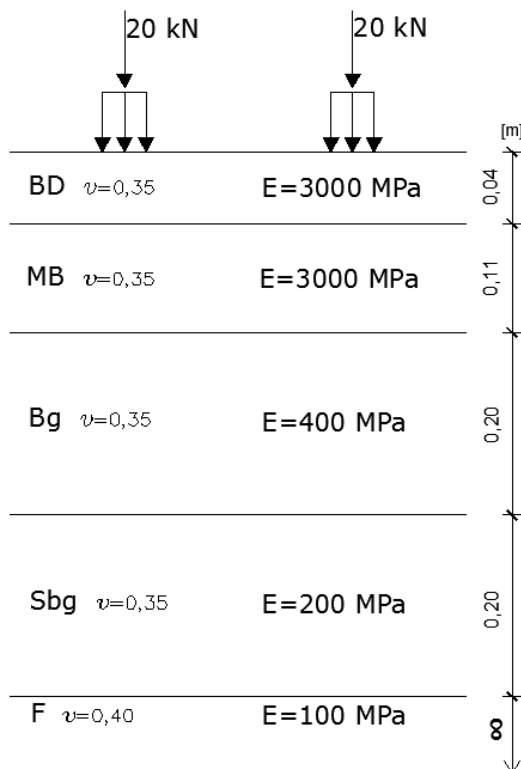 20 kN 20 kN
[m]
BD υ=0,35 E=3000 MPa 0,04
MB υ=0,35 E=3000 MPa 0,11
Bg υ=0,35 E=400 MPa 0,20
Sbg υ=0,35 E=200 MPa 0,20
F υ=0,40 E=100 MPa ∞